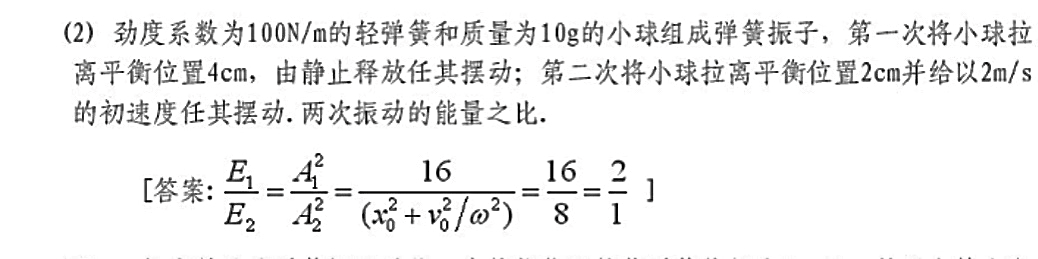 (2) 劲度系数为100N/m的轻弹簧和质量为10g的小球组成弹簧振子，第一次将小球拉
离平衡位置4cm，由静止释放任其摆动；第二次将小球拉离平衡位置2cm并给以2m/s
的初速度任其摆动.两次振动的能量之比.
[答案: E₁/E₂ = A₁²/A₂² = 16/(x₀² + v₀²/ω²) = 16/8 = 2/1 ]